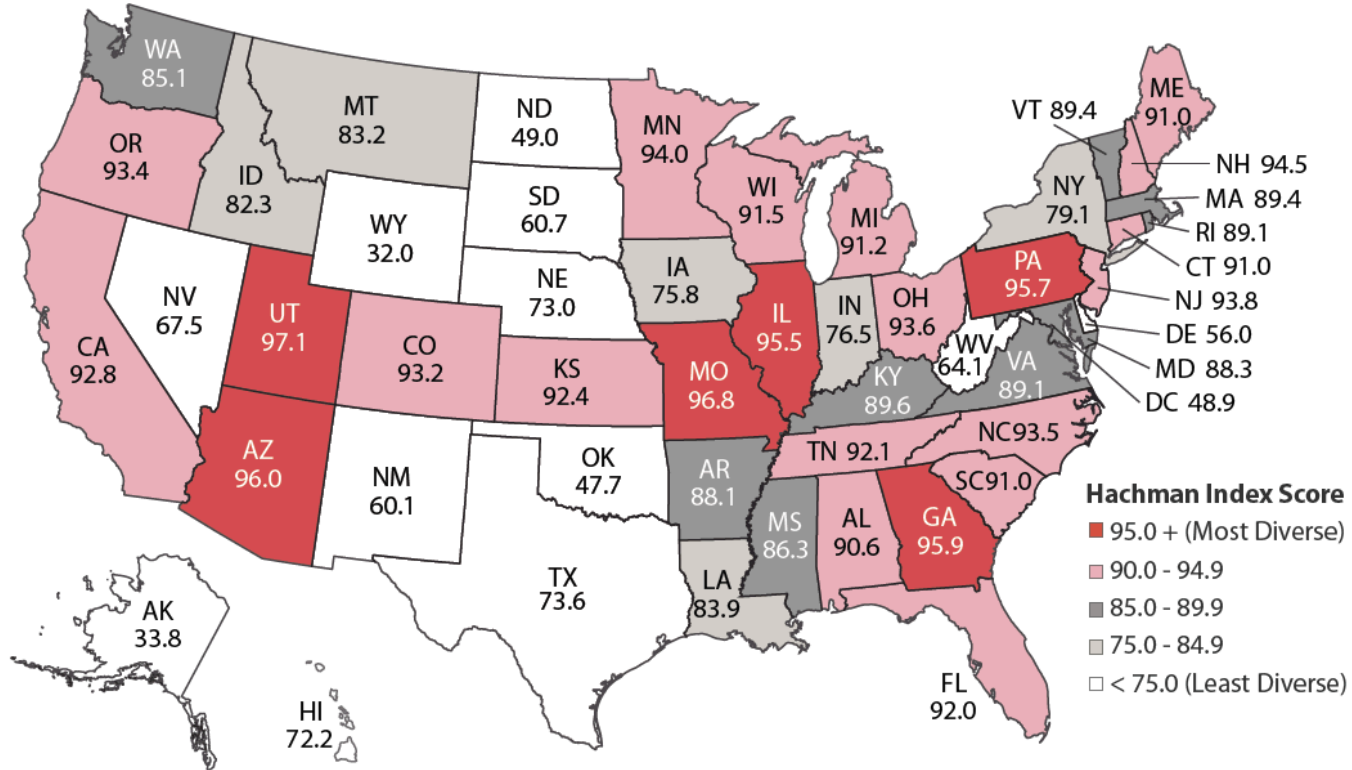 WA
85.1
MT
83.2
ND
49.0
MN
94.0
ME
91.0
VT 89.4
OR
93.4
ID
82.3
NH 94.5
WI
91.5
NY
79.1
SD
60.7
MA 89.4
WY
32.0
MI
91.2
RI 89.1
CT 91.0
IA
75.8
PA
95.7
NE
73.0
NJ 93.8
NV
67.5
UT
97.1
IL
95.5
IN
76.5
OH
93.6
DE 56.0
CA
92.8
CO
93.2
WV
64.1
VA
89.1
MD 88.3
KS
92.4
MO
96.8
KY
89.6
DC 48.9
AZ
96.0
NM
60.1
OK
47.7
AR
88.1
TN 92.1
NC93.5
SC91.0
MS
86.3
AL
90.6
GA
95.9
TX
73.6
LA
83.9
AK
33.8
HI
72.2
FL
92.0
Hachman Index Score
95.0 + (Most Diverse)
90.0 - 94.9
85.0 - 89.9
75.0 - 84.9
< 75.0 (Least Diverse)